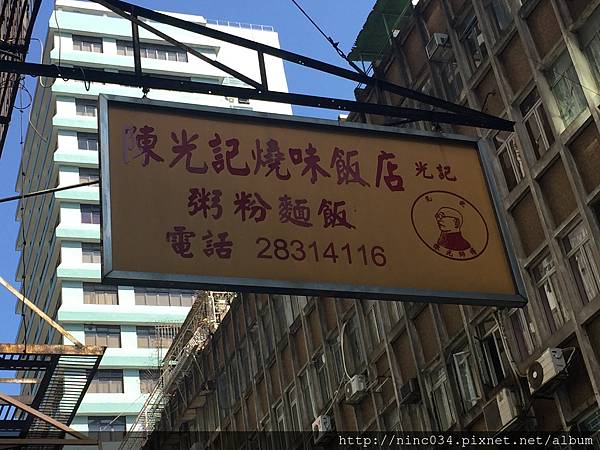 陳光記燒味飯店 光記
粥粉麵飯
電話 28314116
http://ninc034.pixnet.net/blog